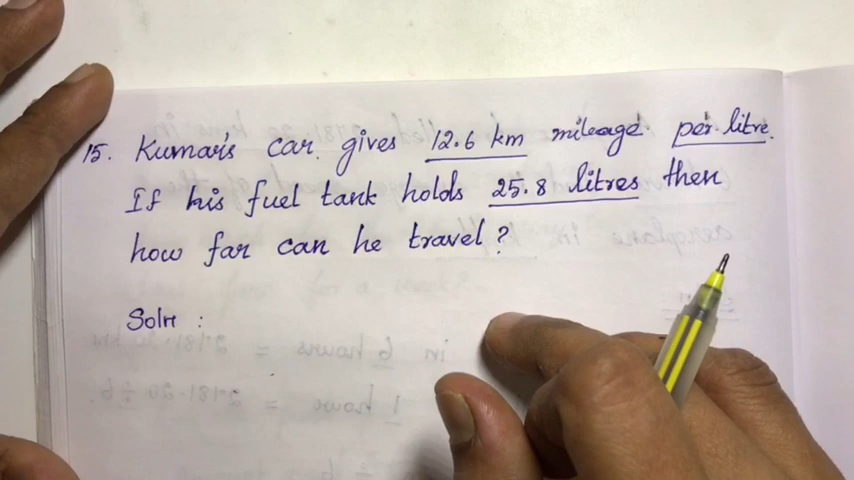 15. Kumar's car gives 12.6 km mileage per litre.
If his fuel tank holds 25.8 litres then
how far can he travel?
Soln :